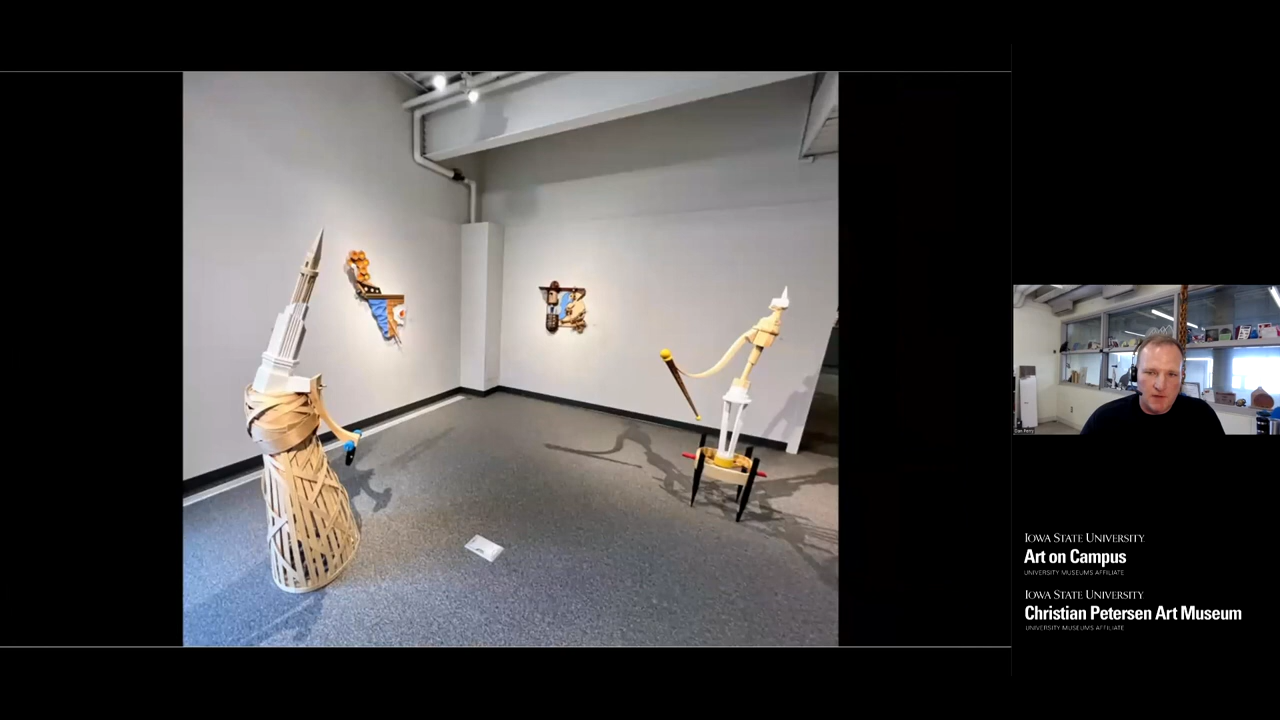 IOWA STATE UNIVERSITY
Art on Campus
UNIVERSITY MUSEUMS AFFILIATE
IOWA STATE UNIVERSITY
Christian Petersen Art Museum
UNIVERSITY MUSEUMS AFFILIATE